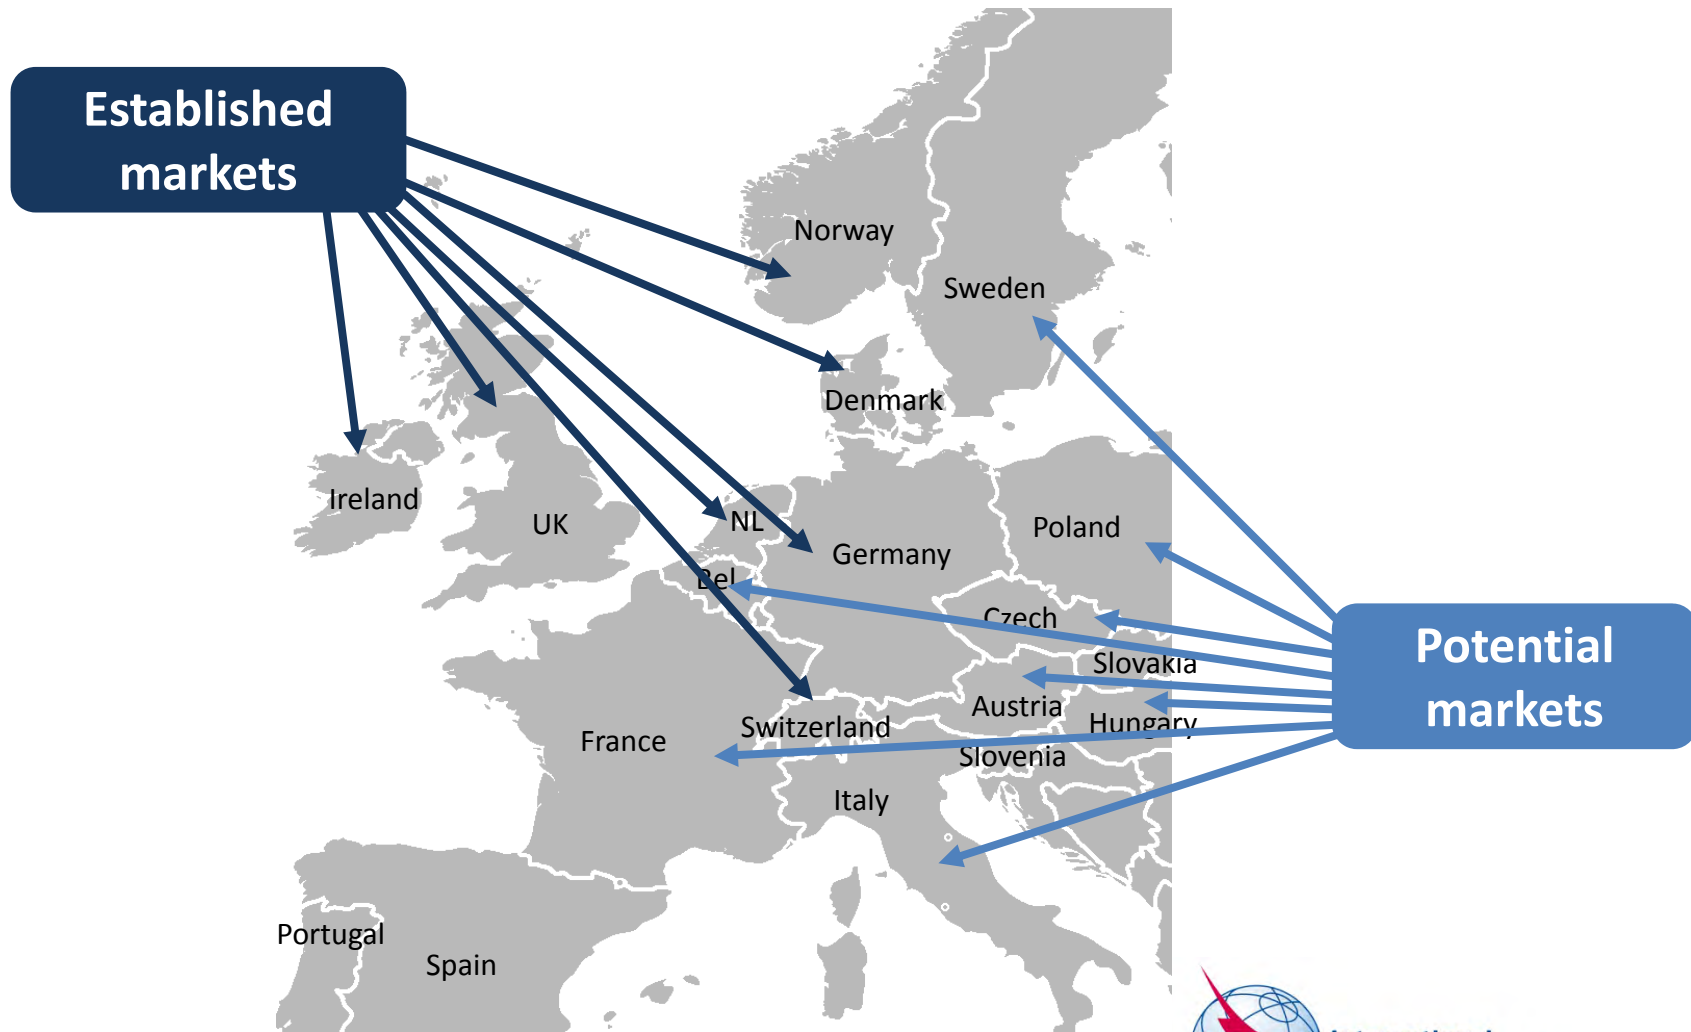 Established
markets
Norway
Sweden
Denmark
Ireland
UK
NL
Germany
Poland
Bel
Czech
Slovakia
Potential
markets
Austria
Hungary
Switzerland
France
Slovenia
Italy
Portugal
Spain